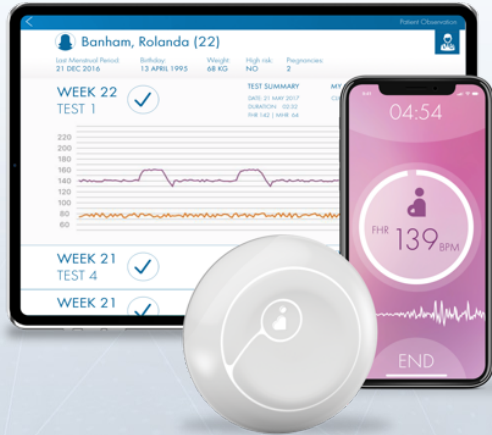 Patient Observation
Banham, Rolanda (22)
Last Menstrual Period Birthday Weight High risk: Pregnancies:
21 DEC 2016 13 APRIL 1995 68 KG NO 2
WEEK 22
TEST 1
TEST SUMMARY
DATE: 21 MAY 2017
DURATION: 02:32
FHR 142 | MHR 64
MY
220
200
180
160
140
120
100
80
60
WEEK 21
TEST 4
WEEK 21
04:54
FHR 139 BPM
END